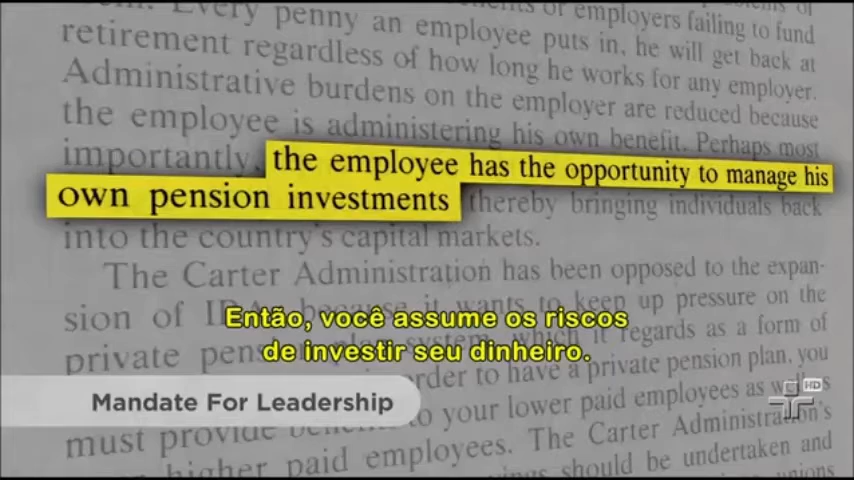 Every penny an employee puts in, he will get back at
retirement regardless of how long he works for any employer.
Administrative burdens on the employer are reduced because
the employee is administering his own benefit. Perhaps most
importantly, the employee has the opportunity to manage his
own pension investments thereby bringing individuals back
into the country's capital markets.
The Carter Administration has been opposed to the expan-
sion of because it wants to keep up pressure on the
private system, which it regards as a form of
order to have a private pension plan, you
must provide to your lower paid employees as well as
higher paid employees. The Carter Administration's
should be undertaken and
Então, você assume os riscos
de investir seu dinheiro.
Mandate For Leadership
HD